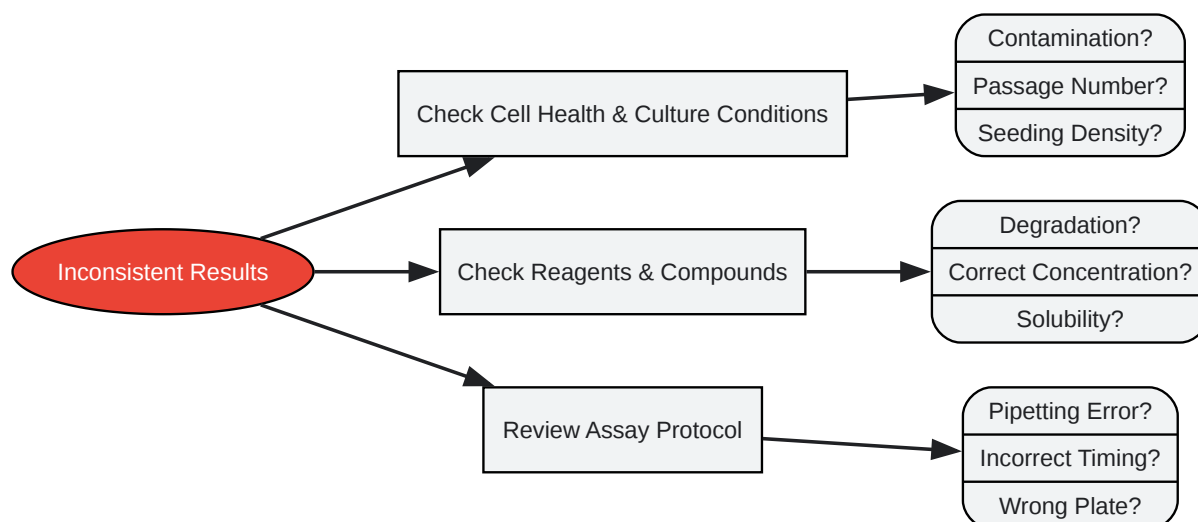 Inconsistent Results
Check Cell Health & Culture Conditions
Contamination?
Passage Number?
Seeding Density?
Check Reagents & Compounds
Degradation?
Correct Concentration?
Solubility?
Review Assay Protocol
Pipetting Error?
Incorrect Timing?
Wrong Plate?